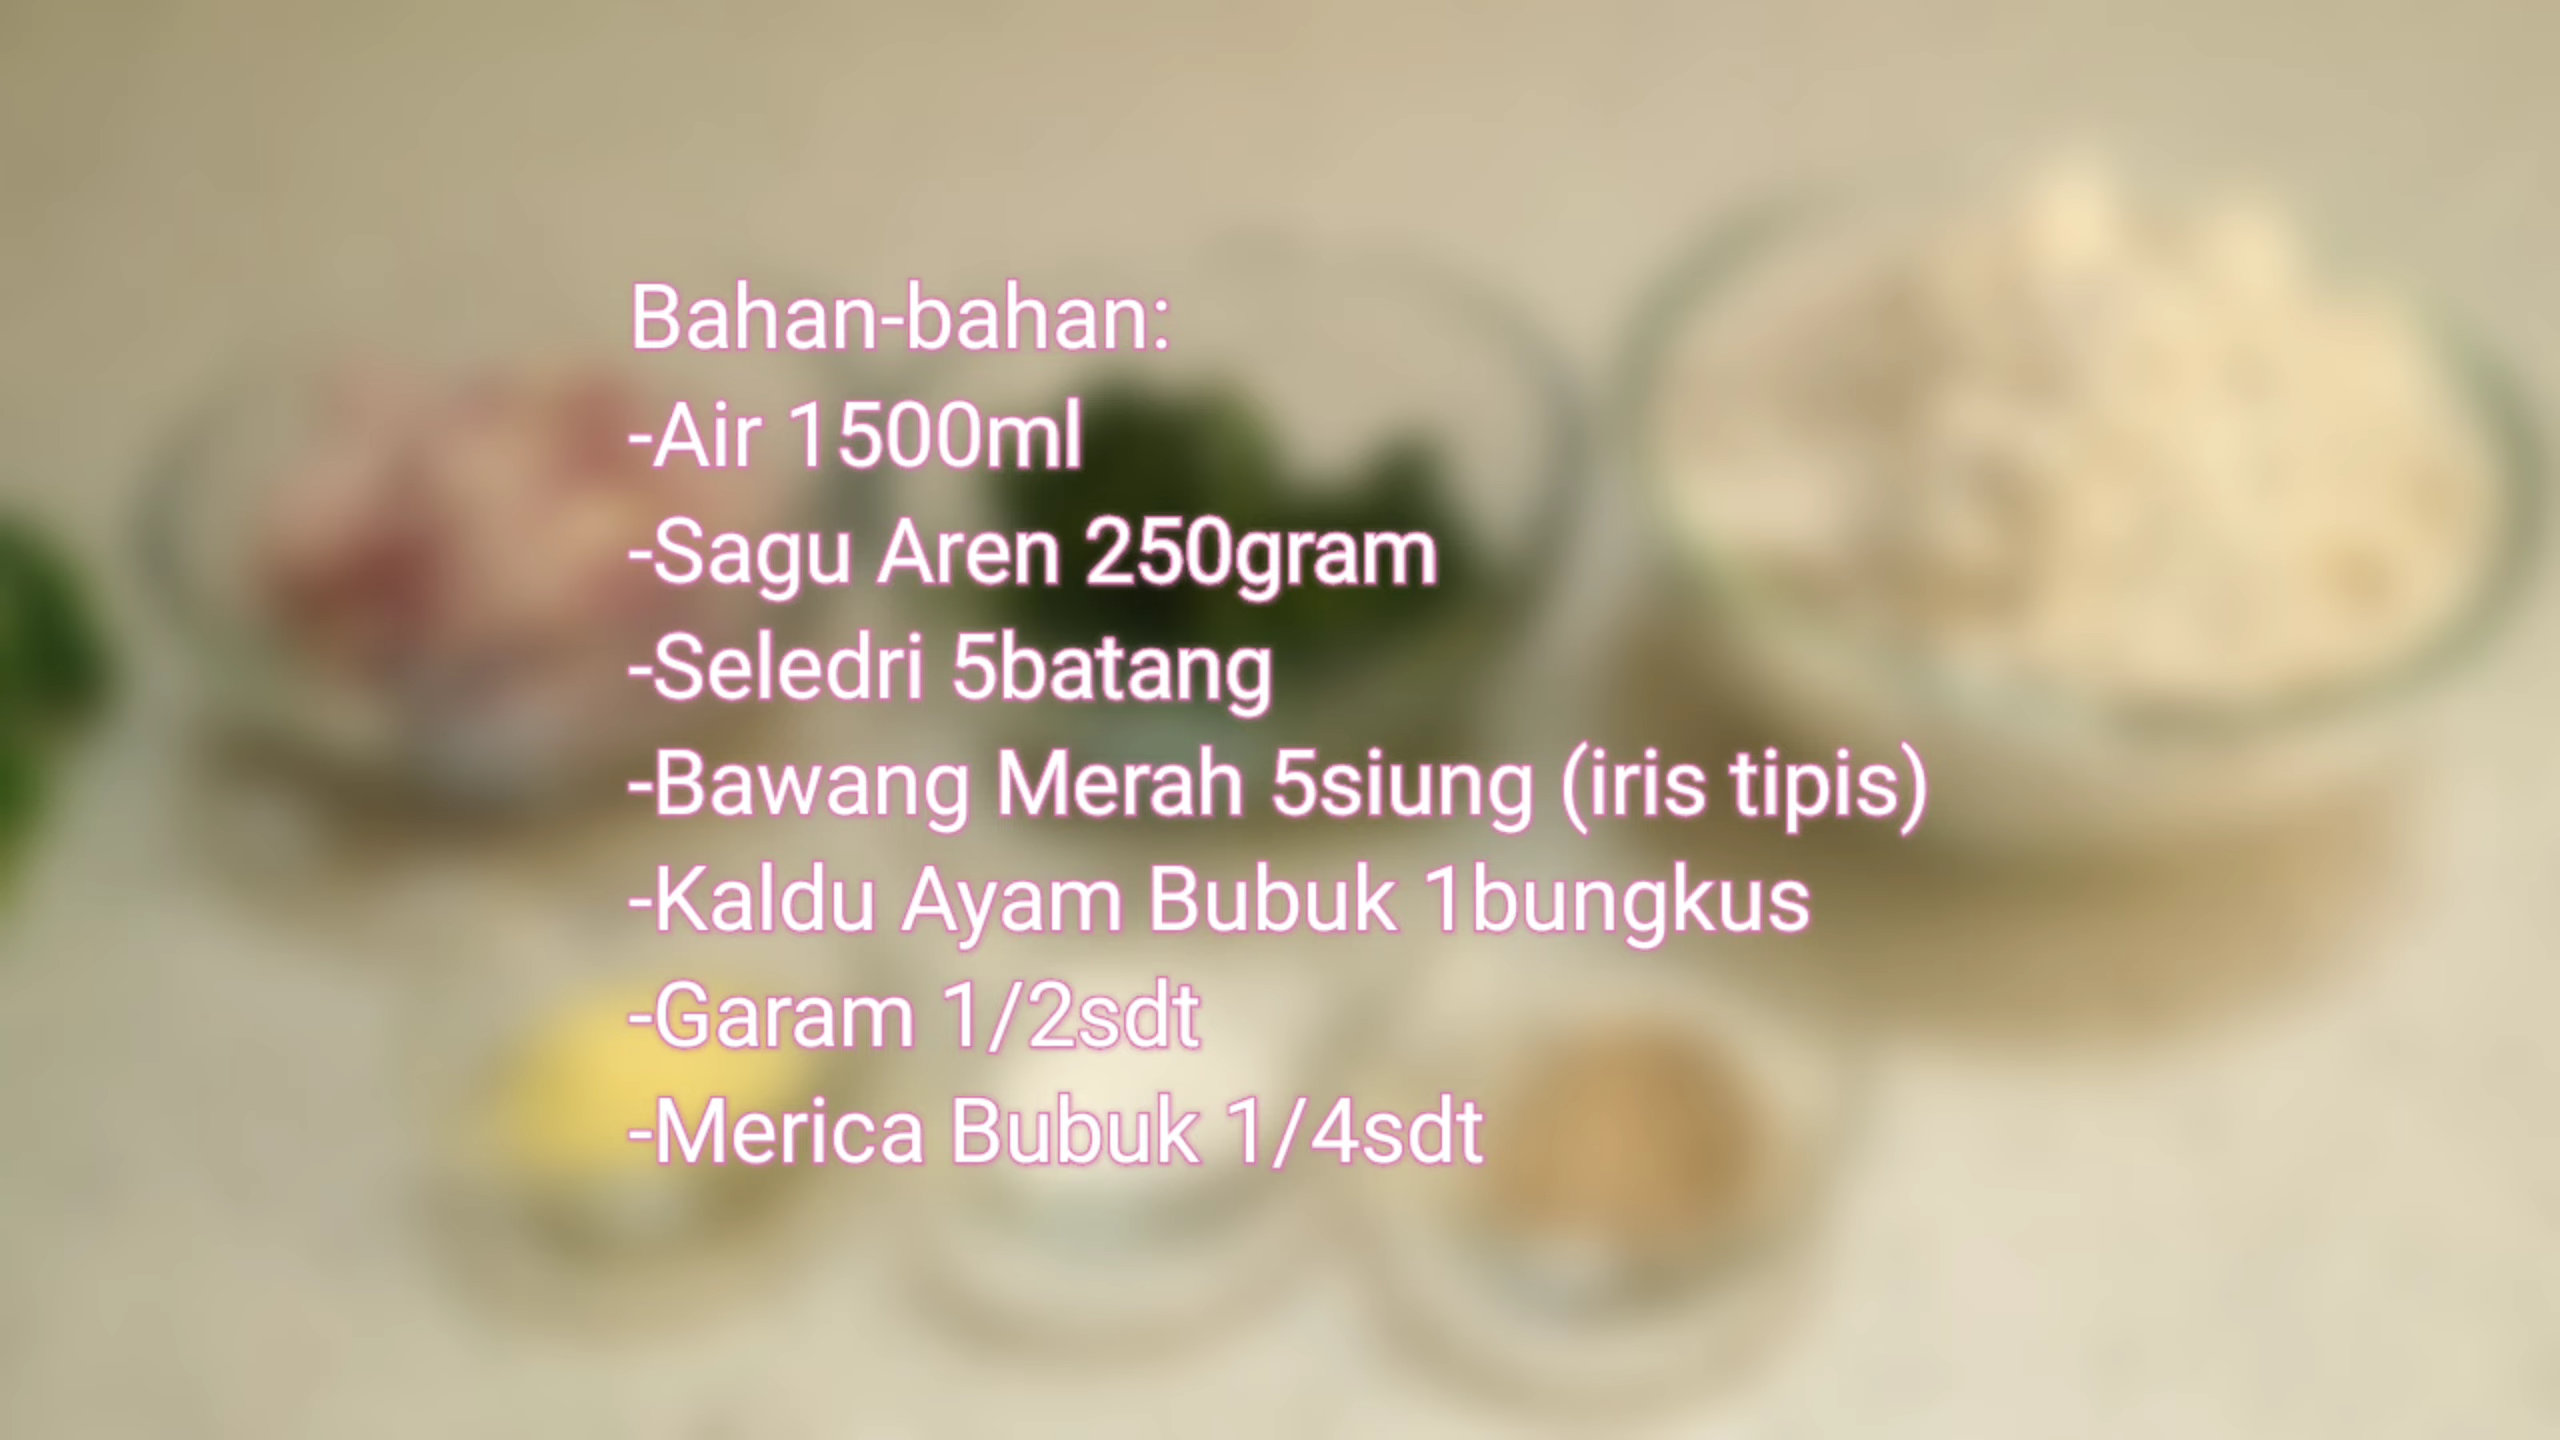 Bahan-bahan:
-Air 1500ml
-Sagu Aren 250gram
-Seledri 5batang
-Bawang Merah 5siung (iris tipis)
-Kaldu Ayam Bubuk 1bungkus
-Garam 1/2sdt
-Merica Bubuk 1/4sdt